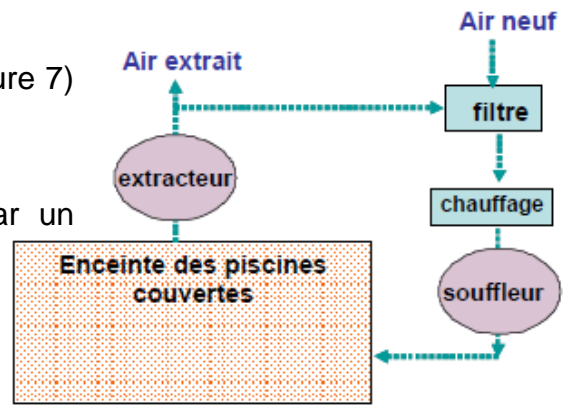 Air neuf
Air extrait
ure 7)
filtre
extracteur
chauffage
ar un
Enceinte des piscines
couvertes
souffleur